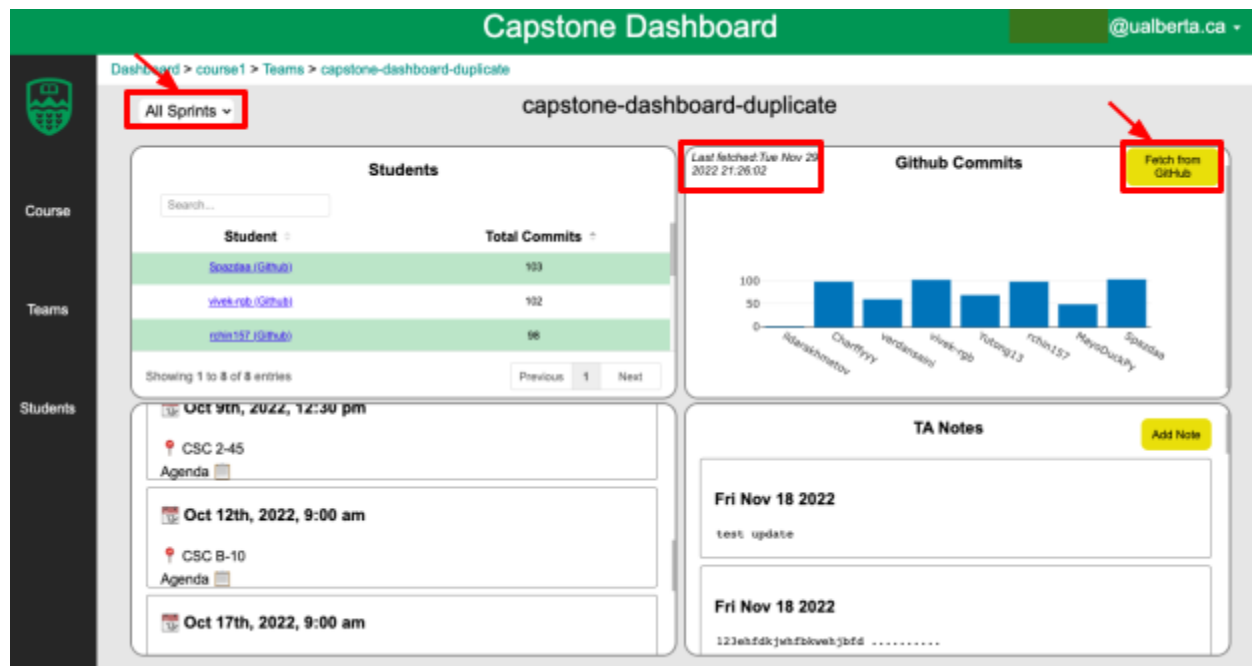 Capstone Dashboard
@ualberta.ca
Dashboard > course1 > Teams > capstone-dashboard-duplicate
All Sprints
capstone-dashboard-duplicate
Course
Teams
Students
Students
Search...
Student Total Commits
Spazdaa (Github) 103
vivek-rgb (Github) 102
rchin157 (Github) 98
Showing 1 to 8 of 8 entries
Previous 1 Next
Last fetched:Tue Nov 29
2022 21:26:02
Github Commits
Fetch from
GitHub
100
50
0
ildarakhmetov
Charffyyy
vardansaini
vivek-rgb
Yutong13
rchin157
MayoDuckPy
Spazdaa
Oct 9th, 2022, 12:30 pm
CSC 2-45
Agenda
Oct 12th, 2022, 9:00 am
CSC B-10
Agenda
Oct 17th, 2022, 9:00 am
TA Notes
Add Note
Fri Nov 18 2022
test update
Fri Nov 18 2022